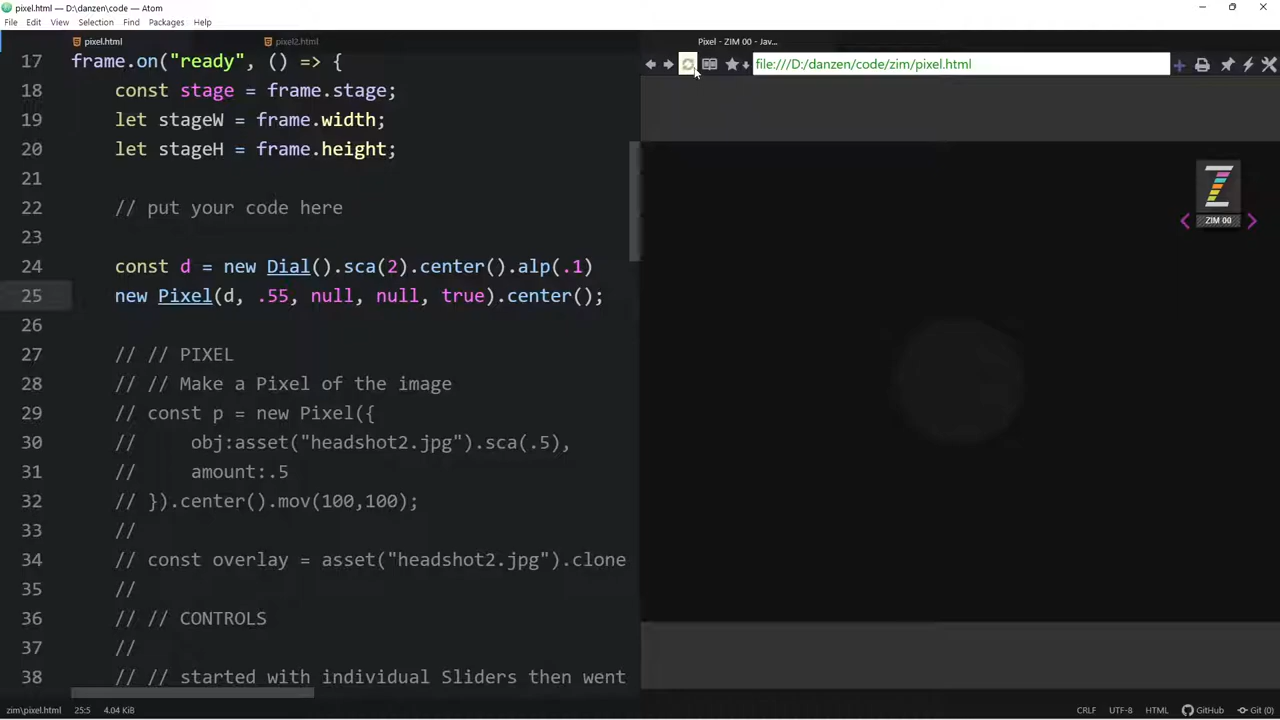 pixel.html — D:\danzen\code — Atom
File Edit View Selection Find Packages Help
pixel.html
pixel2.html
17 frame.on("ready", () => {
18 const stage = frame.stage;
19 let stageW = frame.width;
20 let stageH = frame.height;
21
22 // put your code here
23
24 const d = new Dial().sca(2).center().alp(.1)
25 new Pixel(d, .55, null, null, true).center();
26
27 // // PIXEL
28 // // Make a Pixel of the image
29 // const p = new Pixel({
30 // obj:asset("headshot2.jpg").sca(.5),
31 // amount:.5
32 // }).center().mov(100,100);
33 //
34 // const overlay = asset("headshot2.jpg").clone
35 //
36 // // CONTROLS
37 //
38 // // started with individual Sliders then went
zim\pixel.html 25:5 4.04 KiB
Pixel - ZIM 00 - Jav...
file:///D:/danzen/code/zim/pixel.html
ZIM 00
CRLF UTF-8 HTML GitHub Git (0)